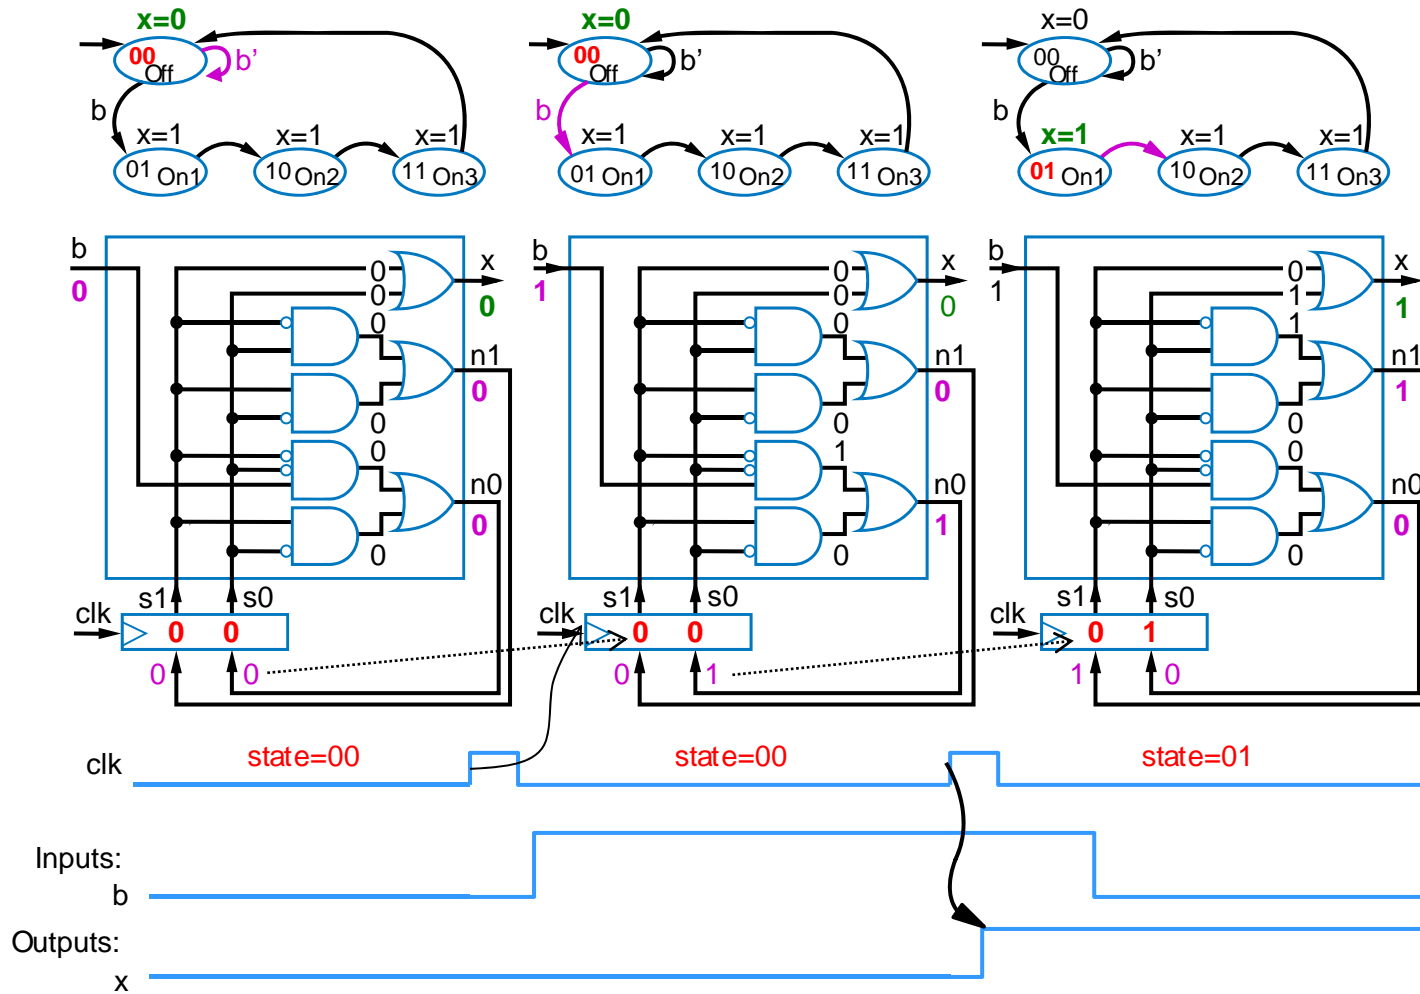 x=0 x=0 x=0
00 Off b’ 00 Off b’ 00 Off b’
b b b
x=1 x=1 x=1 x=1 x=1 x=1 x=1 x=1 x=1
01 On1 10 On2 11 On3 01 On1 10 On2 11 On3 01 On1 10 On2 11 On3
b x b x b x
0 0 0 1 0 0 1 0 1
0 0 1
0 0 1
n1 n1 n1
0 0 1
0 0 0
0 1 0
n0 n0 n0
0 1 0
0 0 0
s1 s0 s1 s0 s1 s0
clk 0 0 clk 0 0 clk 0 1
0 0 0 1 1 0
clk state=00 state=00 state=01
Inputs:
b
Outputs:
x